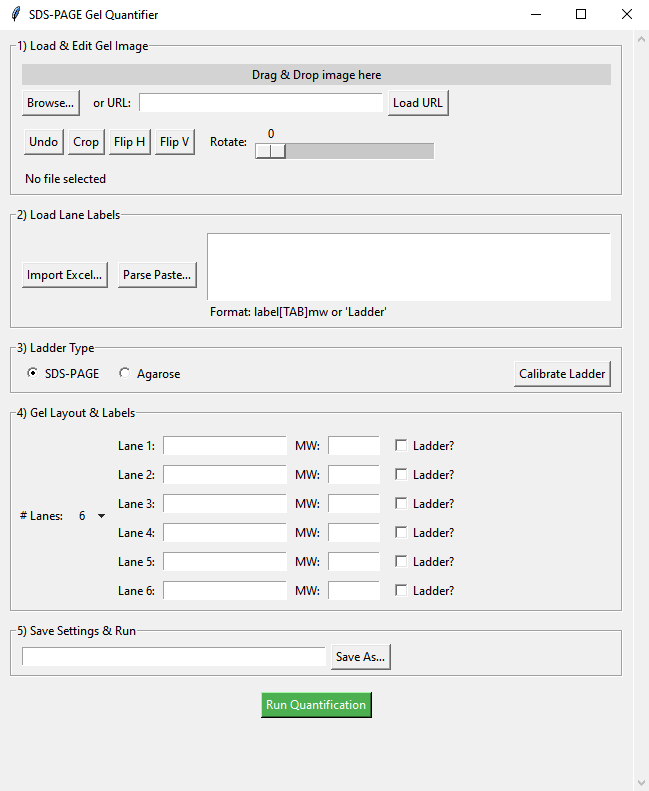 SDS-PAGE Gel Quantifier
1) Load & Edit Gel Image
Drag & Drop image here
Browse... or URL: Load URL
0
Undo Crop Flip H Flip V Rotate:
No file selected
2) Load Lane Labels
Import Excel... Parse Paste...
Format: label[TAB]mw or 'Ladder'
3) Ladder Type
SDS-PAGE Agarose Calibrate Ladder
4) Gel Layout & Labels
Lane 1: MW: Ladder?
Lane 2: MW: Ladder?
Lane 3: MW: Ladder?
# Lanes: 6
Lane 4: MW: Ladder?
Lane 5: MW: Ladder?
Lane 6: MW: Ladder?
5) Save Settings & Run
Save As...
Run Quantification